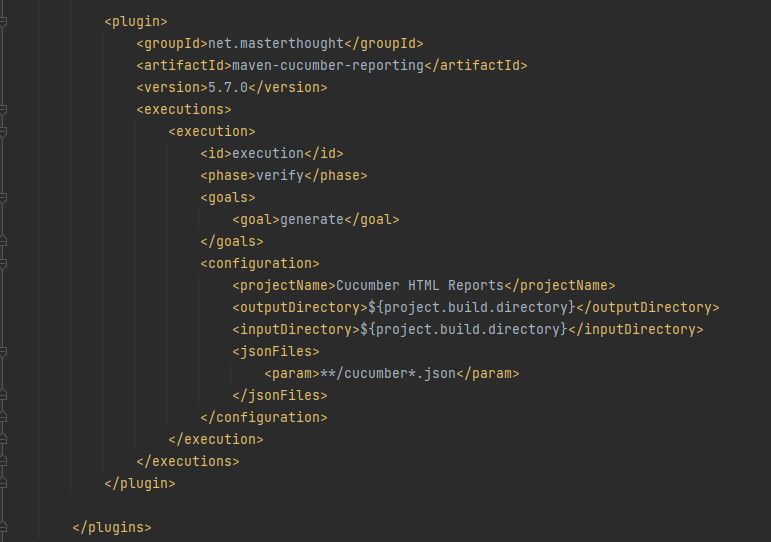 <plugin>
<groupId>net.masterthought</groupId>
<artifactId>maven-cucumber-reporting</artifactId>
<version>5.7.0</version>
<executions>
<execution>
<id>execution</id>
<phase>verify</phase>
<goals>
<goal>generate</goal>
</goals>
<configuration>
<projectName>Cucumber HTML Reports</projectName>
<outputDirectory>${project.build.directory}</outputDirectory>
<inputDirectory>${project.build.directory}</inputDirectory>
<jsonFiles>
<param>**/cucumber*.json</param>
</jsonFiles>
</configuration>
</execution>
</executions>
</plugin>
</plugins>